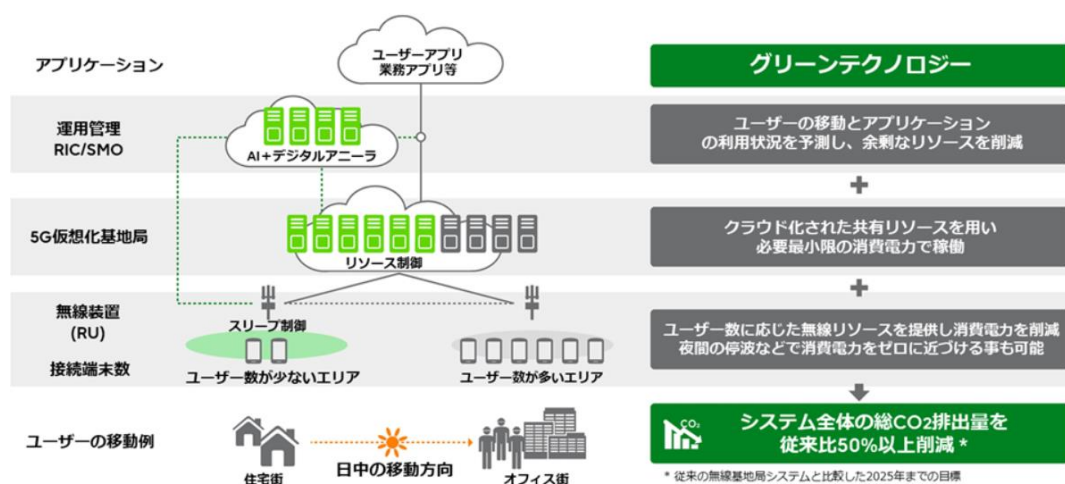 アプリケーション
ユーザーアプリ
業務アプリ等
グリーンテクノロジー
運用管理
RIC/SMO
AI+デジタルアニーラ
ユーザーの移動とアプリケーション
の利用状況を予測し、余剰なリソースを削減
+
5G仮想化基地局
リソース制御
クラウド化された共有リソースを用い
必要最小限の消費電力で稼働
+
無線装置
(RU)
スリープ制御
接続端末数
ユーザー数が少ないエリア
ユーザー数が多いエリア
ユーザー数に応じた無線リソースを提供し消費電力を削減
夜間の停波などで消費電力をゼロに近づける事も可能
ユーザーの移動例
住宅街
日中の移動方向
オフィス街
CO₂
システム全体の総CO₂排出量を
従来比50%以上削減 *
* 従来の無線基地局システムと比較した2025年までの目標